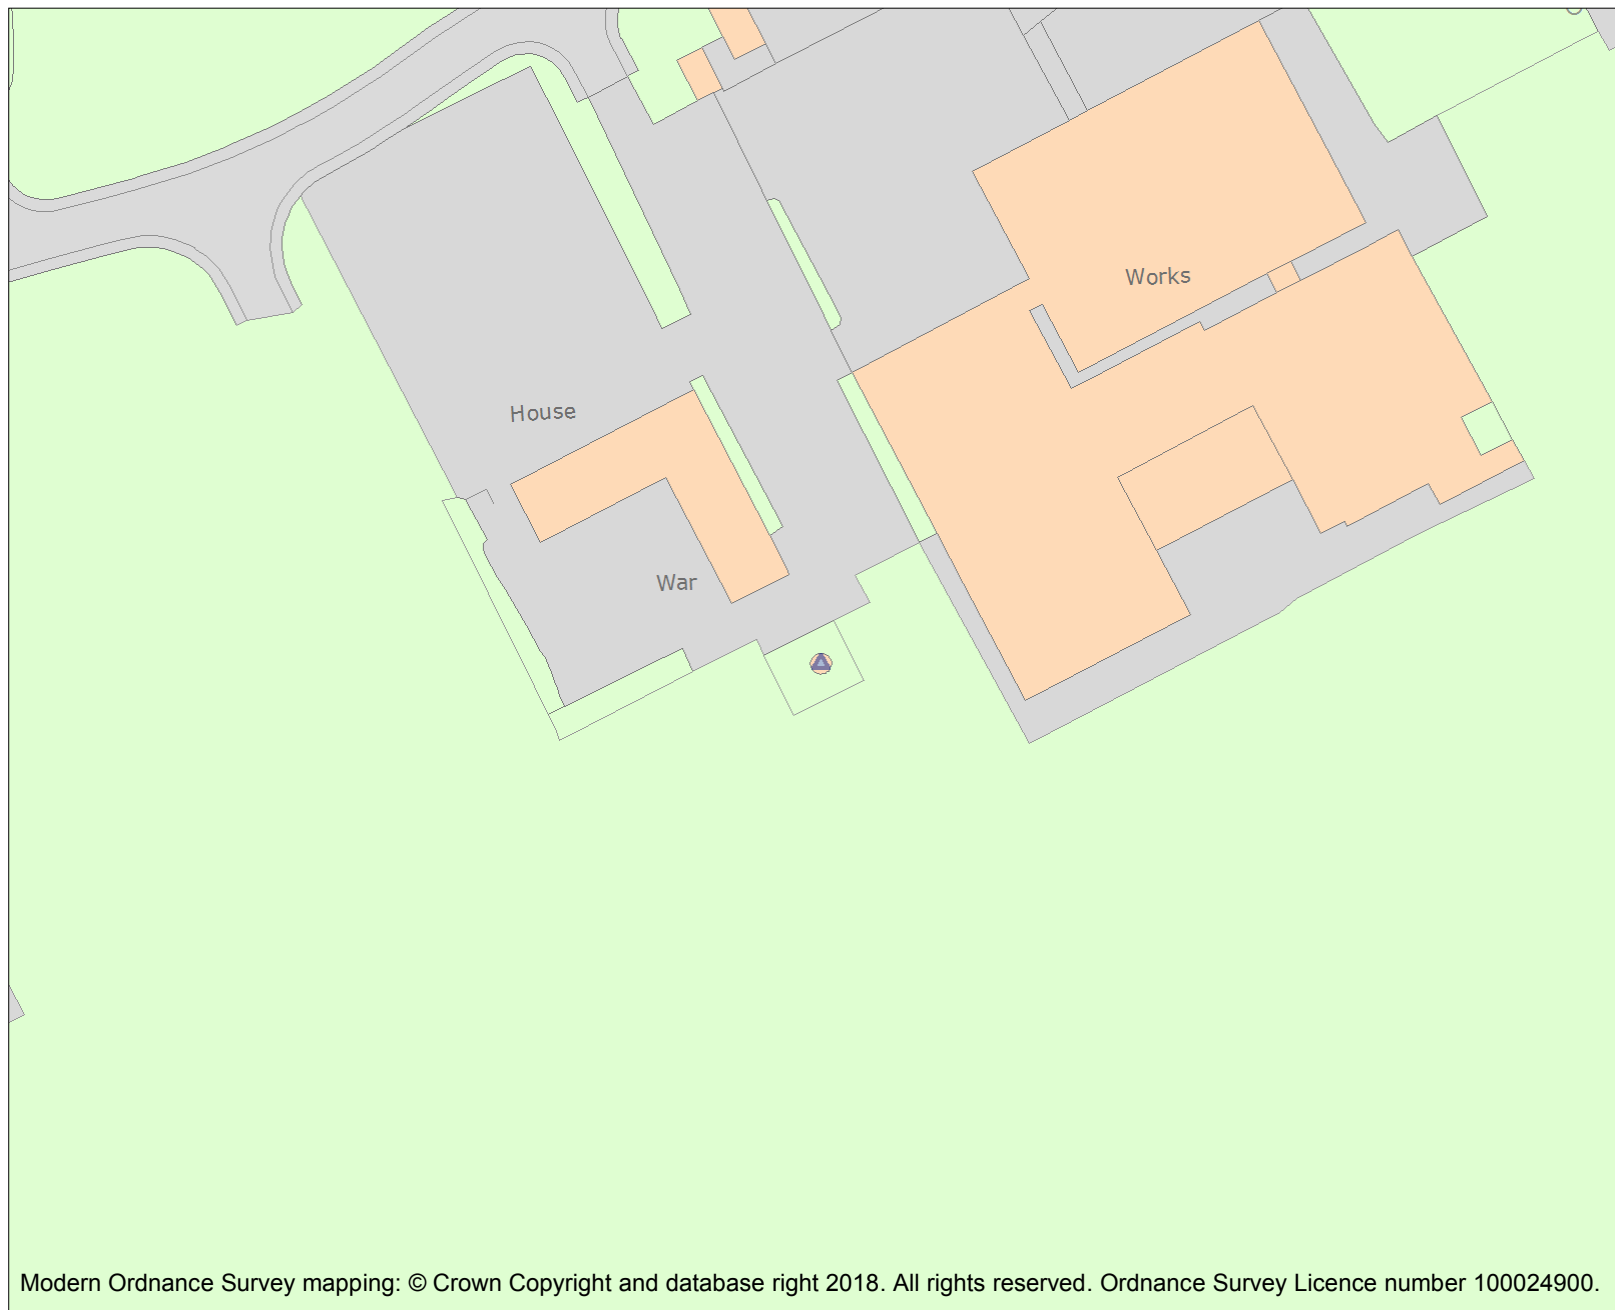 Works
House
War
Modern Ordnance Survey mapping: © Crown Copyright and database right 2018. All rights reserved. Ordnance Survey Licence number 100024900.